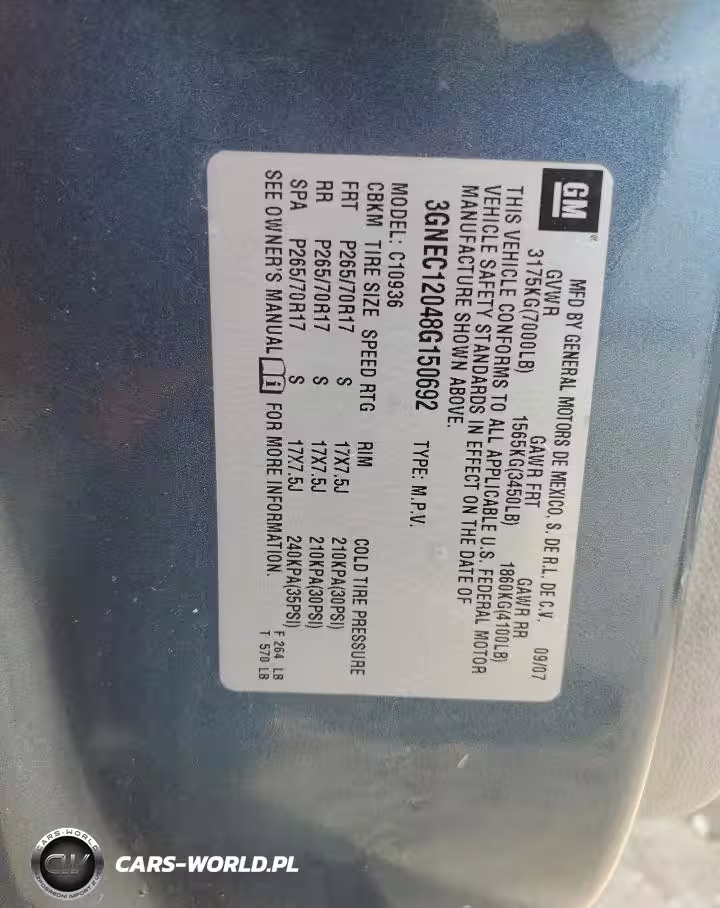 GM
MFD BY GENERAL MOTORS DE MEXICO, S. DE R.L. DE C.V.
GVWR GAWR FRT GAWR RR 09/07
3175KG(7000LB) 1565KG(3450LB) 1860KG(4100LB)
THIS VEHICLE CONFORMS TO ALL APPLICABLE U.S. FEDERAL MOTOR
VEHICLE SAFETY STANDARDS IN EFFECT ON THE DATE OF
MANUFACTURE SHOWN ABOVE.
3GNEC12048G150692 TYPE: M.P.V.
MODEL: C10936
CBKM TIRE SIZE SPEED RTG RIM COLD TIRE PRESSURE
FRT P265/70R17 S 17X7.5J 210KPA(30PSI)
RR P265/70R17 S 17X7.5J 210KPA(30PSI)
SPA P265/70R17 S 17X7.5J 240KPA(35PSI)
SEE OWNER'S MANUAL FOR MORE INFORMATION.
F 264 LB
T 570 LB
CARS-WORLD
CW
CARS-WORLD.PL